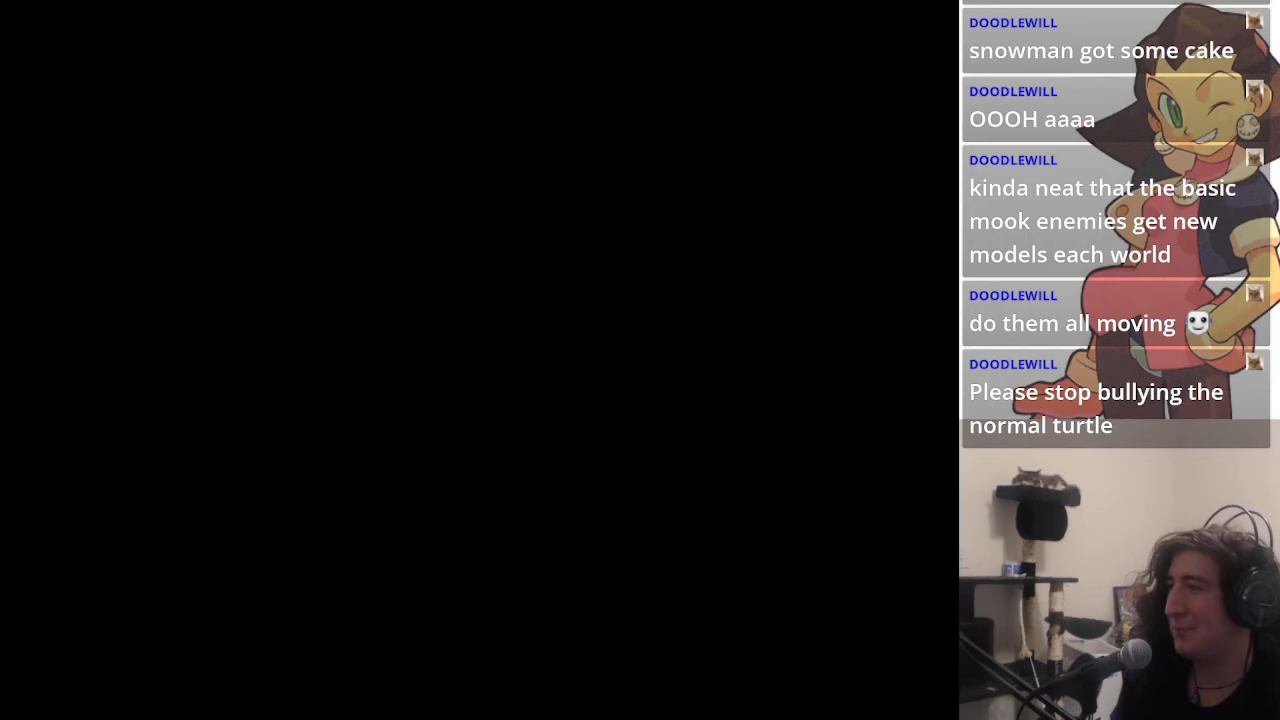 DOODLEWILL
snowman got some cake
DOODLEWILL
OOOH aaaa
DOODLEWILL
kinda neat that the basic
mook enemies get new
models each world
DOODLEWILL
do them all moving
DOODLEWILL
Please stop bullying the
normal turtle